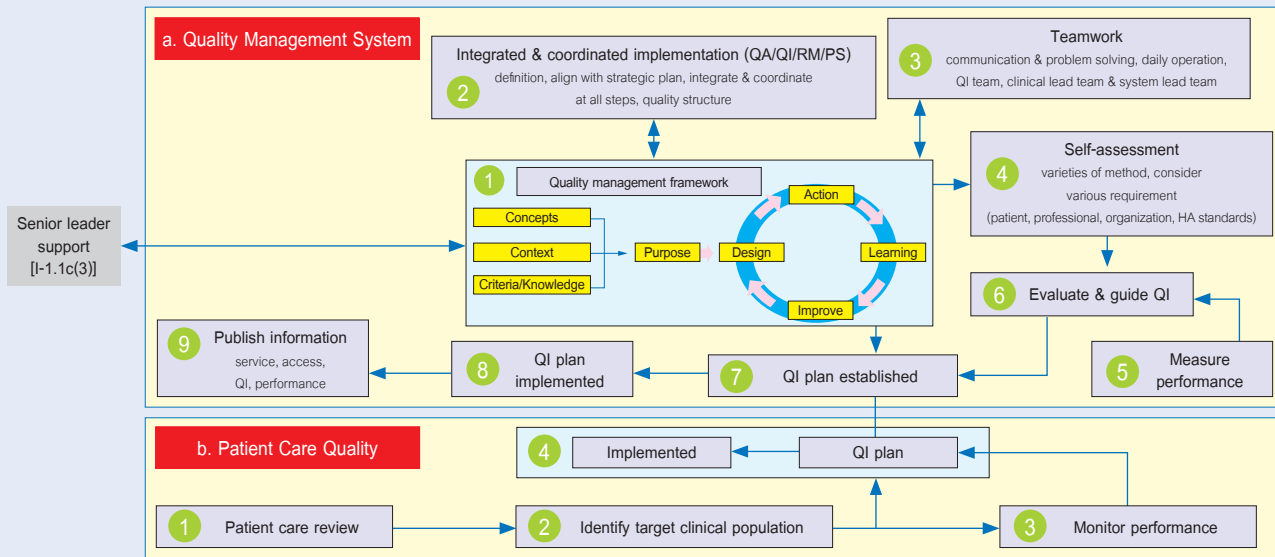 a. Quality Management System
Integrated & coordinated implementation (QA/QI/RM/PS)
2
definition, align with strategic plan, integrate & coordinate
at all steps, quality structure
Teamwork
3
communication & problem solving, daily operation,
QI team, clinical lead team & system lead team
1
Quality management framework
Concepts
Context
Criteria/Knowledge
Purpose
Design
Action
Learning
Improve
Self-assessment
4
varieties of method, consider
various requirement
(patient, professional, organization, HA standards)
Senior leader
support
[I-1.1c(3)]
6
Evaluate & guide QI
5
Measure
performance
7
QI plan established
8
QI plan
implemented
9
Publish information
service, access,
QI, performance
b. Patient Care Quality
4
Implemented
QI plan
1
Patient care review
2
Identify target clinical population
3
Monitor performance